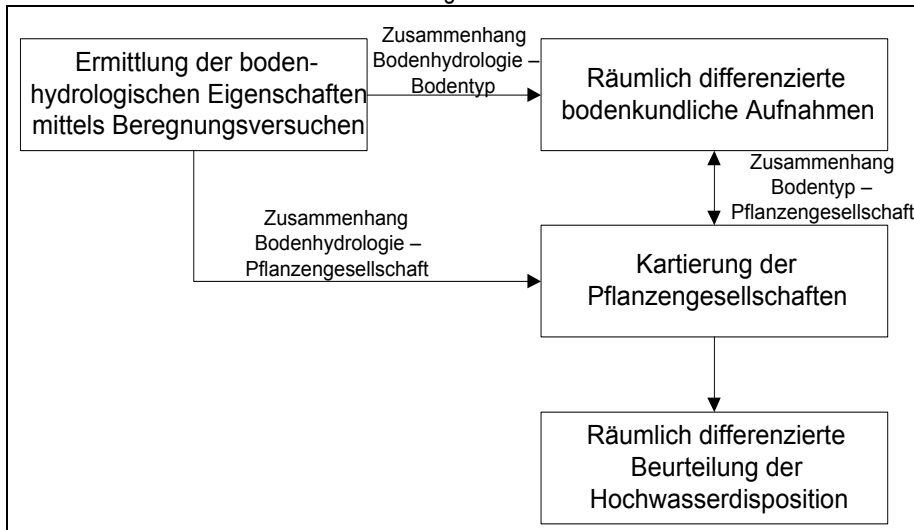 Ermittlung der boden-
hydrologischen Eigenschaften
mittels Beregnungsversuchen
Zusammenhang
Bodenhydrologie –
Bodentyp
Räumlich differenzierte
bodenkundliche Aufnahmen
Zusammenhang
Bodentyp –
Pflanzengesellschaft
Zusammenhang
Bodenhydrologie –
Pflanzengesellschaft
Kartierung der
Pflanzengesellschaften
Räumlich differenzierte
Beurteilung der
Hochwasserdisposition